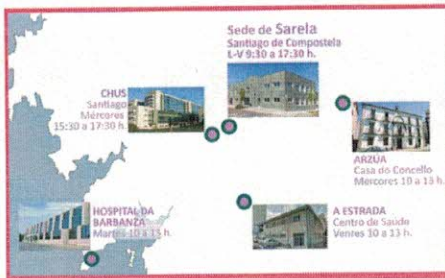 Sede de Sarela
Santiago de Compostela
L-V 9:30 a 17:30 h.
CHUS
Santiago
Mércores
15:30 a 17:30 h.
ARZÚA
Casa do Concello
Mércores 10 a 13 h.
HOSPITAL DA
BARBANZA
Martes 10 a 13 h.
A ESTRADA
Centro de Saúde
Venres 10 a 13 h.